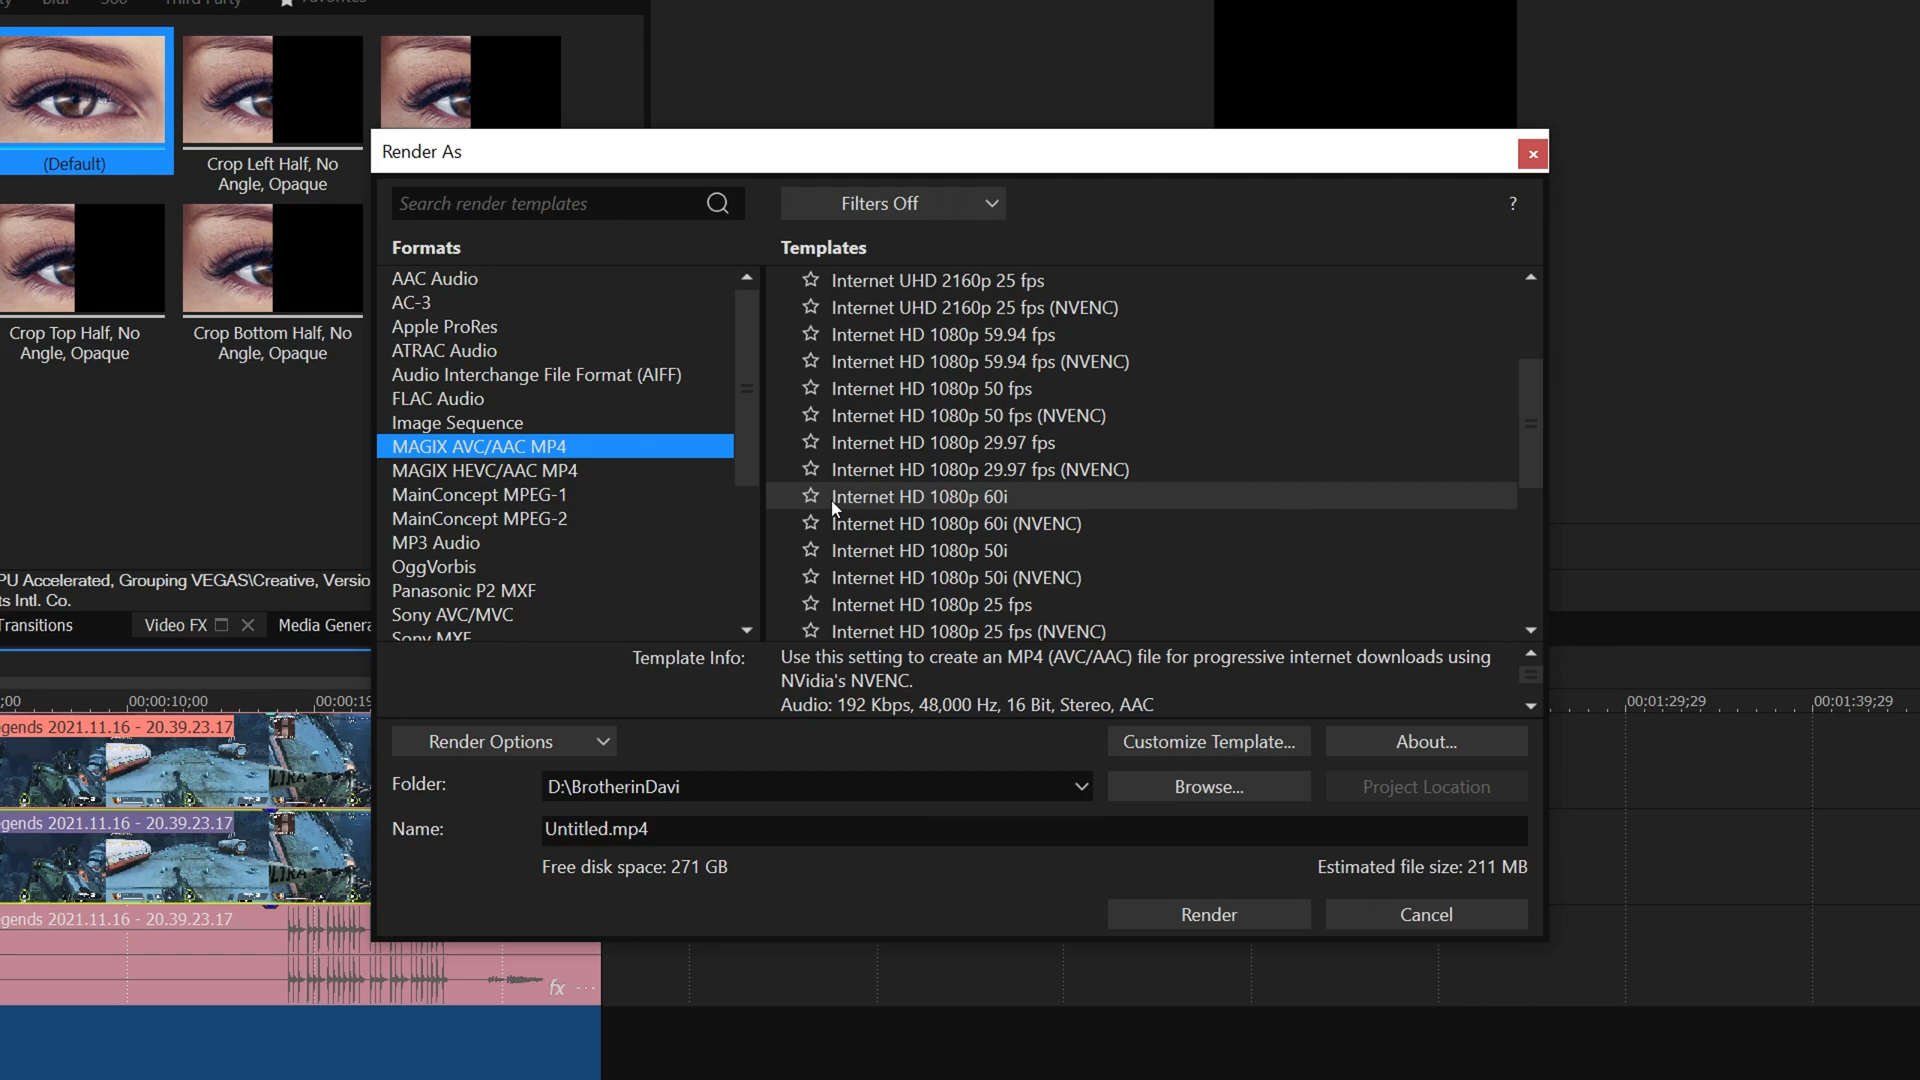 Blur
360
Third Party
Favorites
(Default)
Crop Left Half, No
Angle, Opaque
Crop Top Half, No
Angle, Opaque
Crop Bottom Half, No
Angle, Opaque
PU Accelerated, Grouping VEGAS\Creative, Versio
ts Intl. Co.
Transitions
Video FX
Media Genera
Render As
Search render templates
Filters Off
?
Formats
AAC Audio
AC-3
Apple ProRes
ATRAC Audio
Audio Interchange File Format (AIFF)
FLAC Audio
Image Sequence
MAGIX AVC/AAC MP4
MAGIX HEVC/AAC MP4
MainConcept MPEG-1
MainConcept MPEG-2
MP3 Audio
OggVorbis
Panasonic P2 MXF
Sony AVC/MVC
Sony MXF
Templates
Internet UHD 2160p 25 fps
Internet UHD 2160p 25 fps (NVENC)
Internet HD 1080p 59.94 fps
Internet HD 1080p 59.94 fps (NVENC)
Internet HD 1080p 50 fps
Internet HD 1080p 50 fps (NVENC)
Internet HD 1080p 29.97 fps
Internet HD 1080p 29.97 fps (NVENC)
Internet HD 1080p 60i
Internet HD 1080p 60i (NVENC)
Internet HD 1080p 50i
Internet HD 1080p 50i (NVENC)
Internet HD 1080p 25 fps
Internet HD 1080p 25 fps (NVENC)
Template Info:
Use this setting to create an MP4 (AVC/AAC) file for progressive internet downloads using
NVidia's NVENC.
Audio: 192 Kbps, 48,000 Hz, 16 Bit, Stereo, AAC
Render Options
Customize Template...
About...
Folder:
D:\BrotherinDavi
Browse...
Project Location
Name:
Untitled.mp4
Free disk space: 271 GB
Estimated file size: 211 MB
Render
Cancel
;00
00:00:10;00
00:00:19
00:01:29;29
00:01:39;29
gends 2021.11.16 - 20.39.23.17
gends 2021.11.16 - 20.39.23.17
gends 2021.11.16 - 20.39.23.17
fx